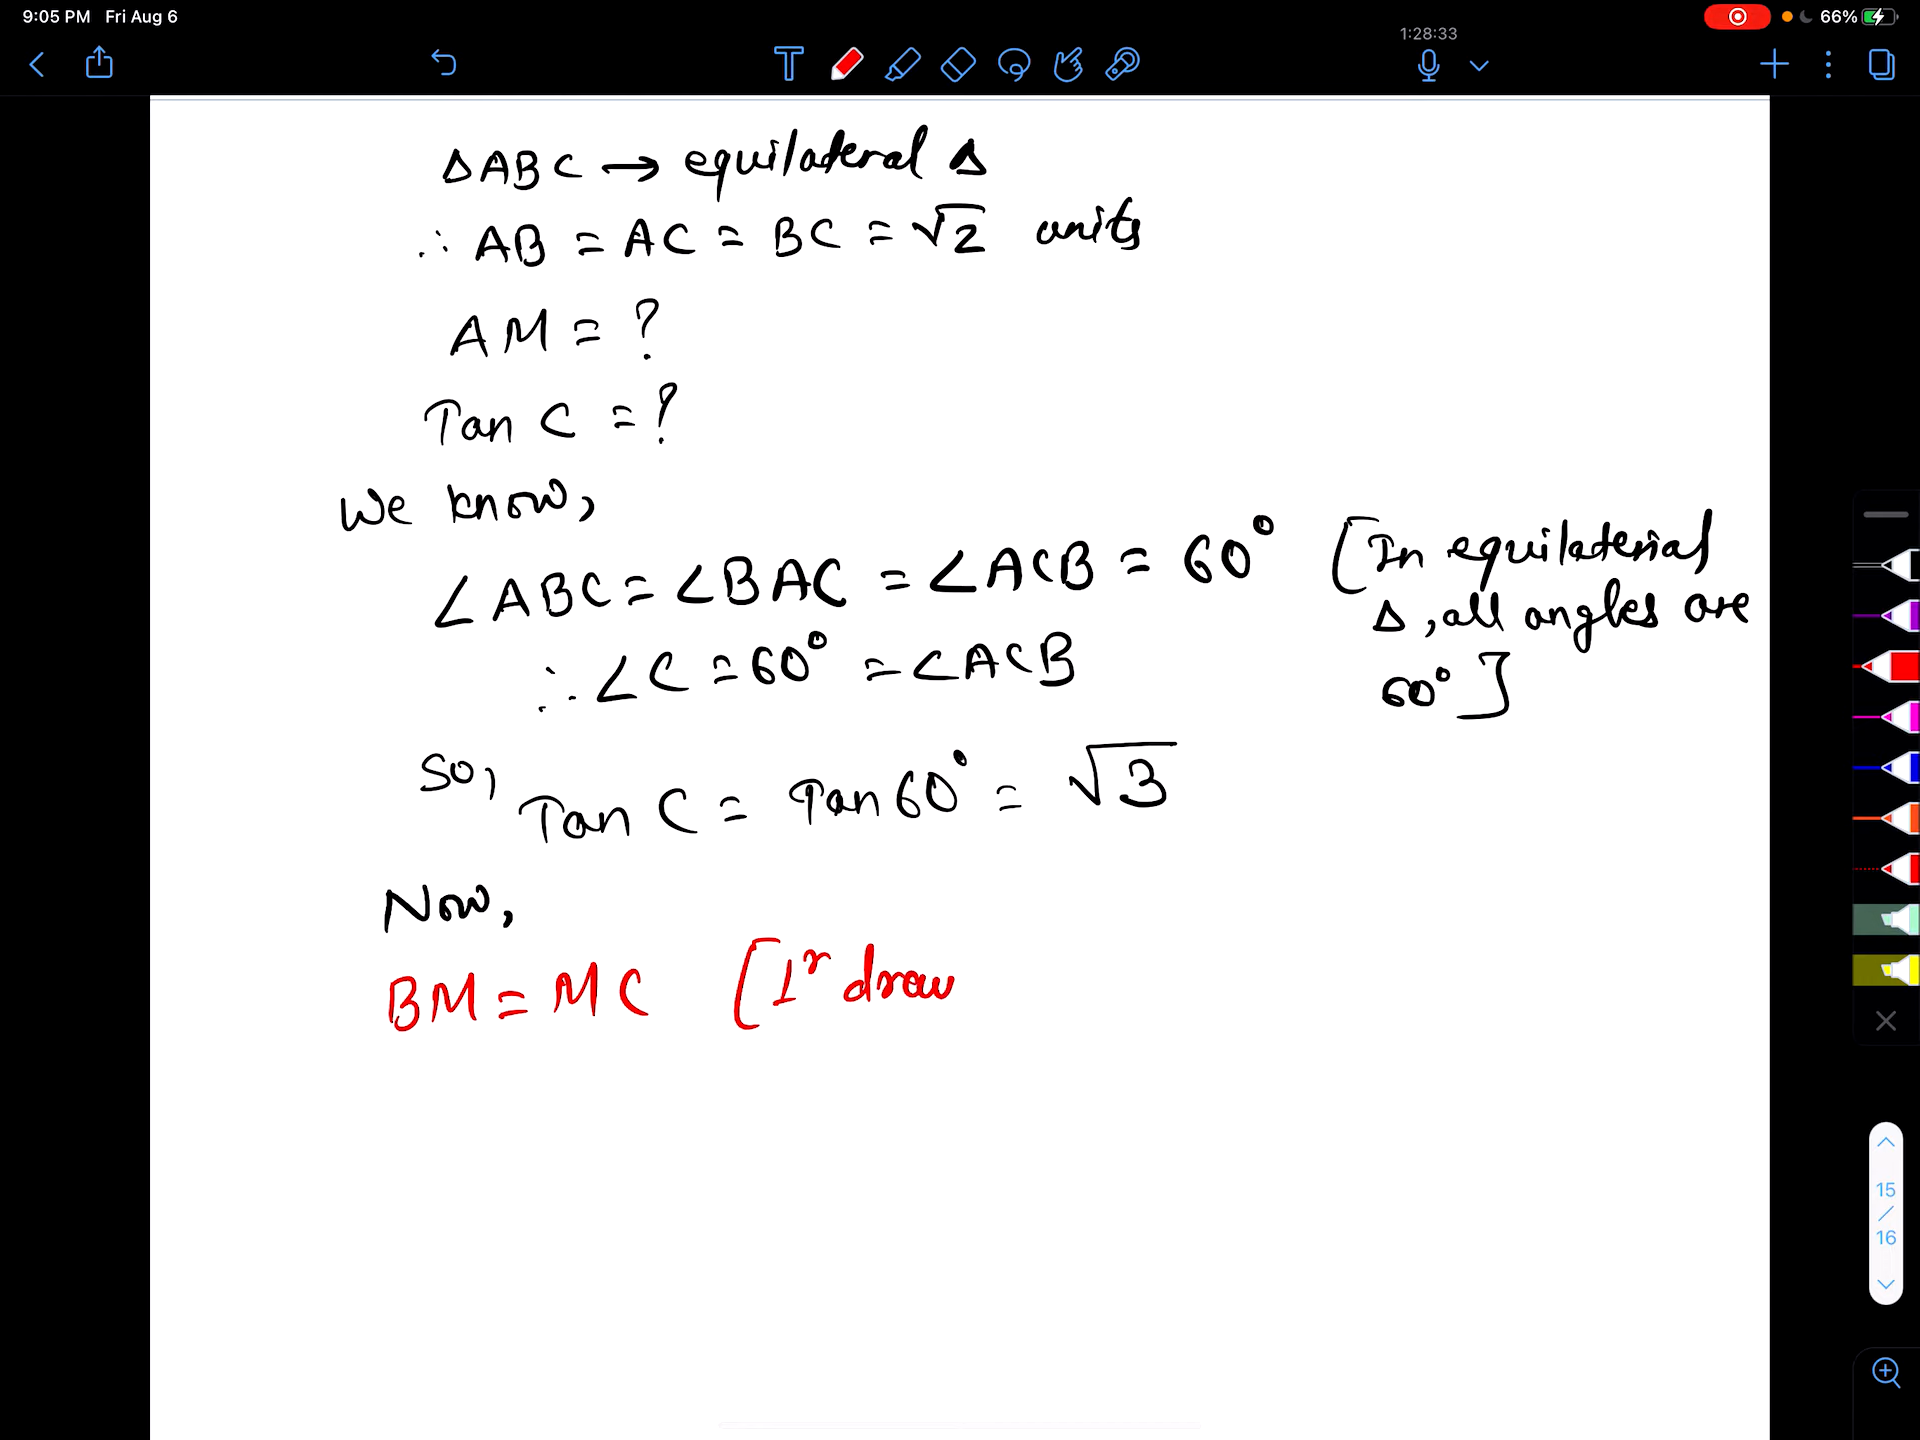 9:05 PM Fri Aug 6
66%
1:28:33
T
ΔABC → equilateral Δ
∴ AB = AC = BC = √2 units
AM = ?
Tan C = ?
We know,
∠ABC = ∠BAC = ∠ACB = 60° [In equilaterial
Δ, all angles are
60°]
∴ ∠C = 60° = ∠ACB
So, Tan C = Tan 60° = √3
Now,
BM = MC [⊥r draw
15
/
16